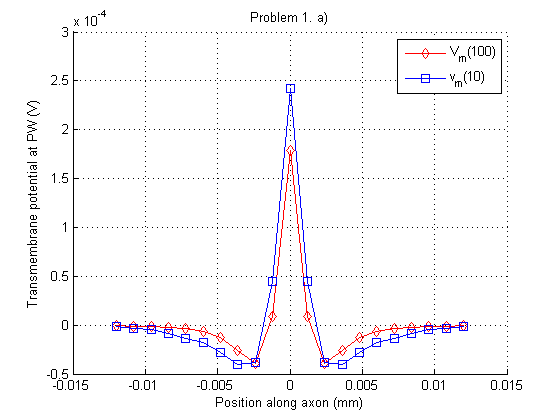 Problem 1. a)
x 10^-4
V_m(100)
v_m(10)
3
2.5
2
1.5
1
0.5
0
-0.5
Transmembrane potential at PW (V)
-0.015 -0.01 -0.005 0 0.005 0.01 0.015
Position along axon (mm)